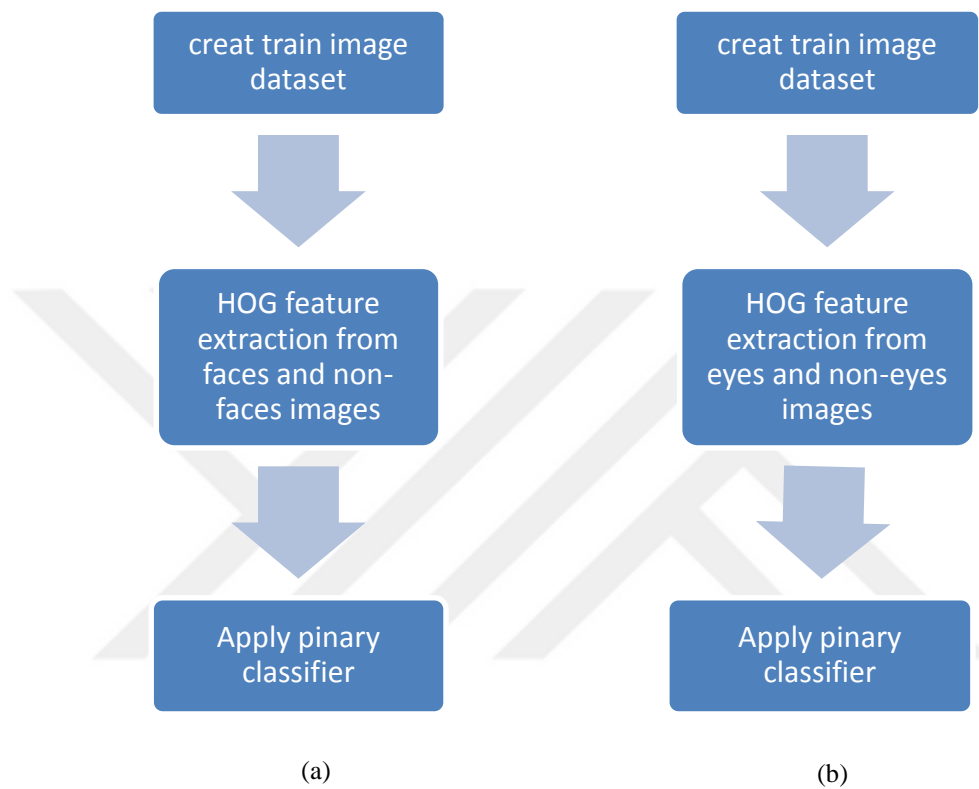 creat train image
dataset
HOG feature
extraction from
faces and non-
faces images
Apply pinary
classifier
(a)
creat train image
dataset
HOG feature
extraction from
eyes and non-eyes
images
Apply pinary
classifier
(b)